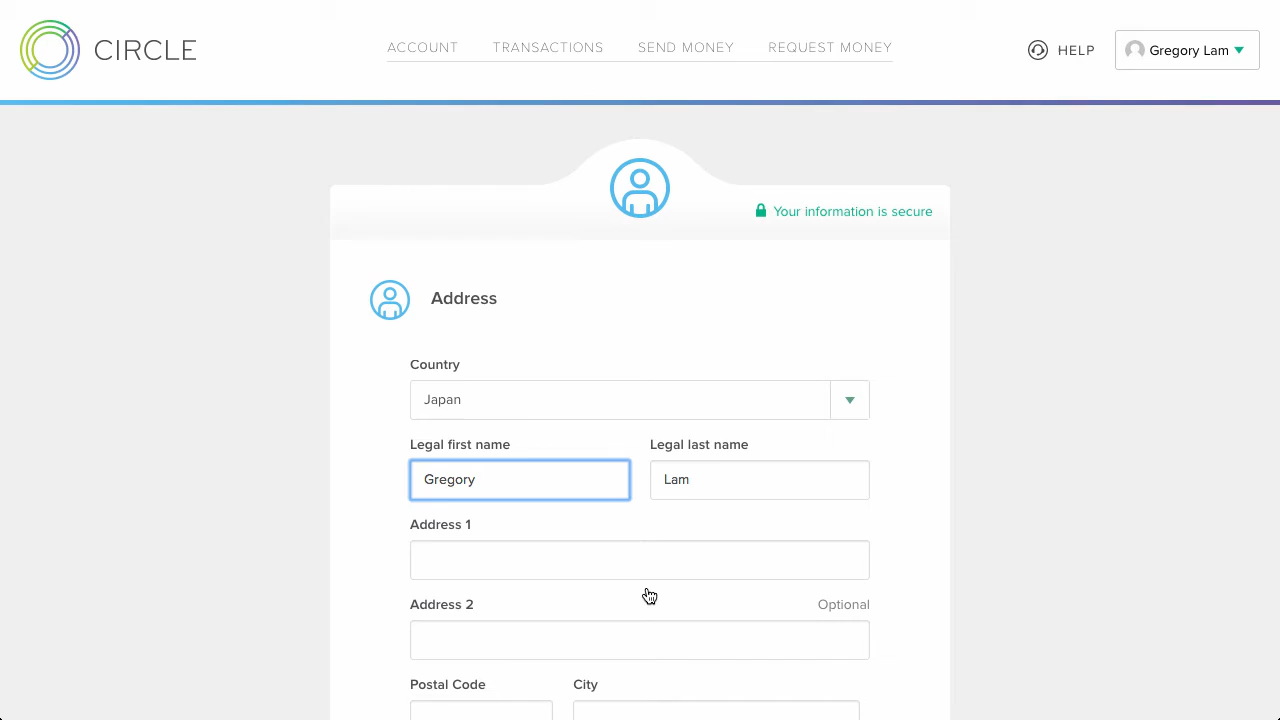 CIRCLE
ACCOUNT TRANSACTIONS SEND MONEY REQUEST MONEY
HELP
Gregory Lam
Your information is secure
Address
Country
Japan
Legal first name Legal last name
Gregory Lam
Address 1
Address 2 Optional
Postal Code City